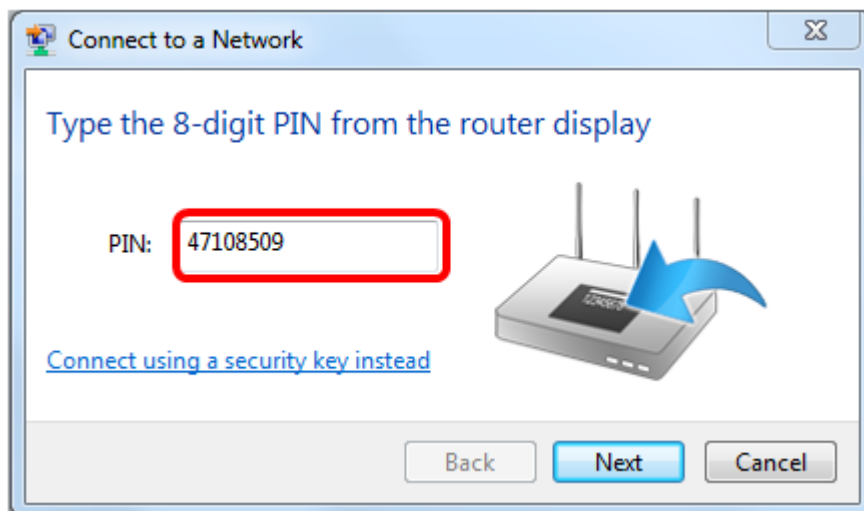 Connect to a Network
Type the 8-digit PIN from the router display
PIN: 47108509
12345670
Connect using a security key instead
Back Next Cancel